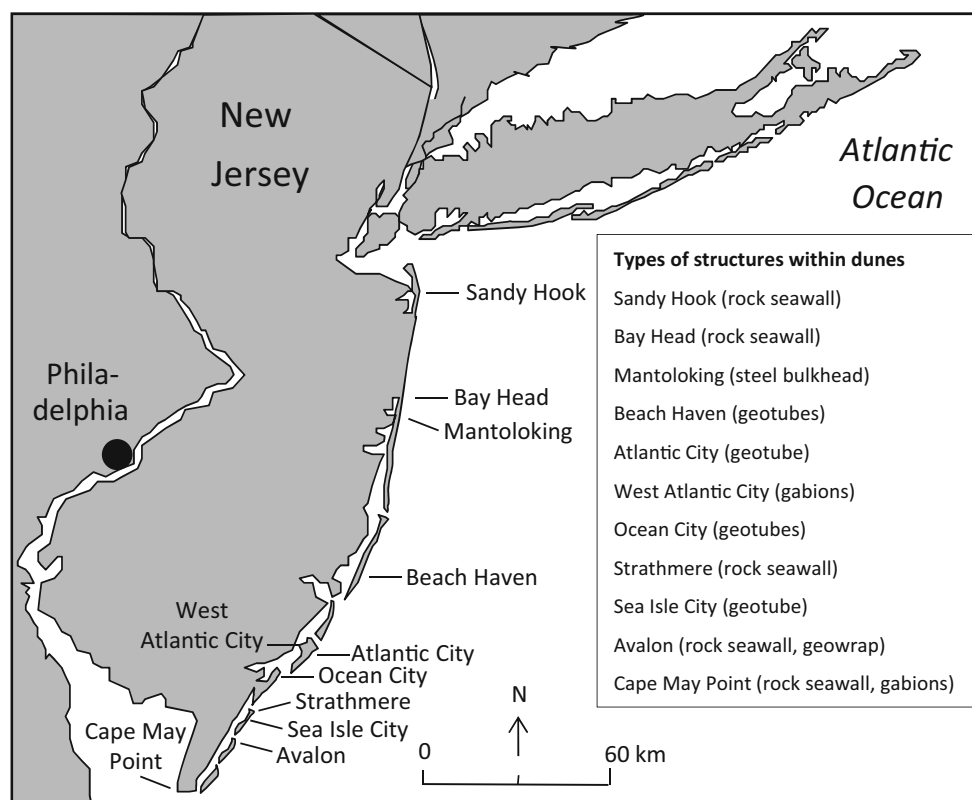 New
Jersey
Atlantic
Ocean
Phila-
delphia
Sandy Hook
Bay Head
Mantoloking
Beach Haven
West
Atlantic City
Atlantic City
Ocean City
Strathmere
Sea Isle City
Avalon
Cape May
Point
N
0
60 km
Types of structures within dunes
Sandy Hook (rock seawall)
Bay Head (rock seawall)
Mantoloking (steel bulkhead)
Beach Haven (geotubes)
Atlantic City (geotube)
West Atlantic City (gabions)
Ocean City (geotubes)
Strathmere (rock seawall)
Sea Isle City (geotube)
Avalon (rock seawall, geowrap)
Cape May Point (rock seawall, gabions)